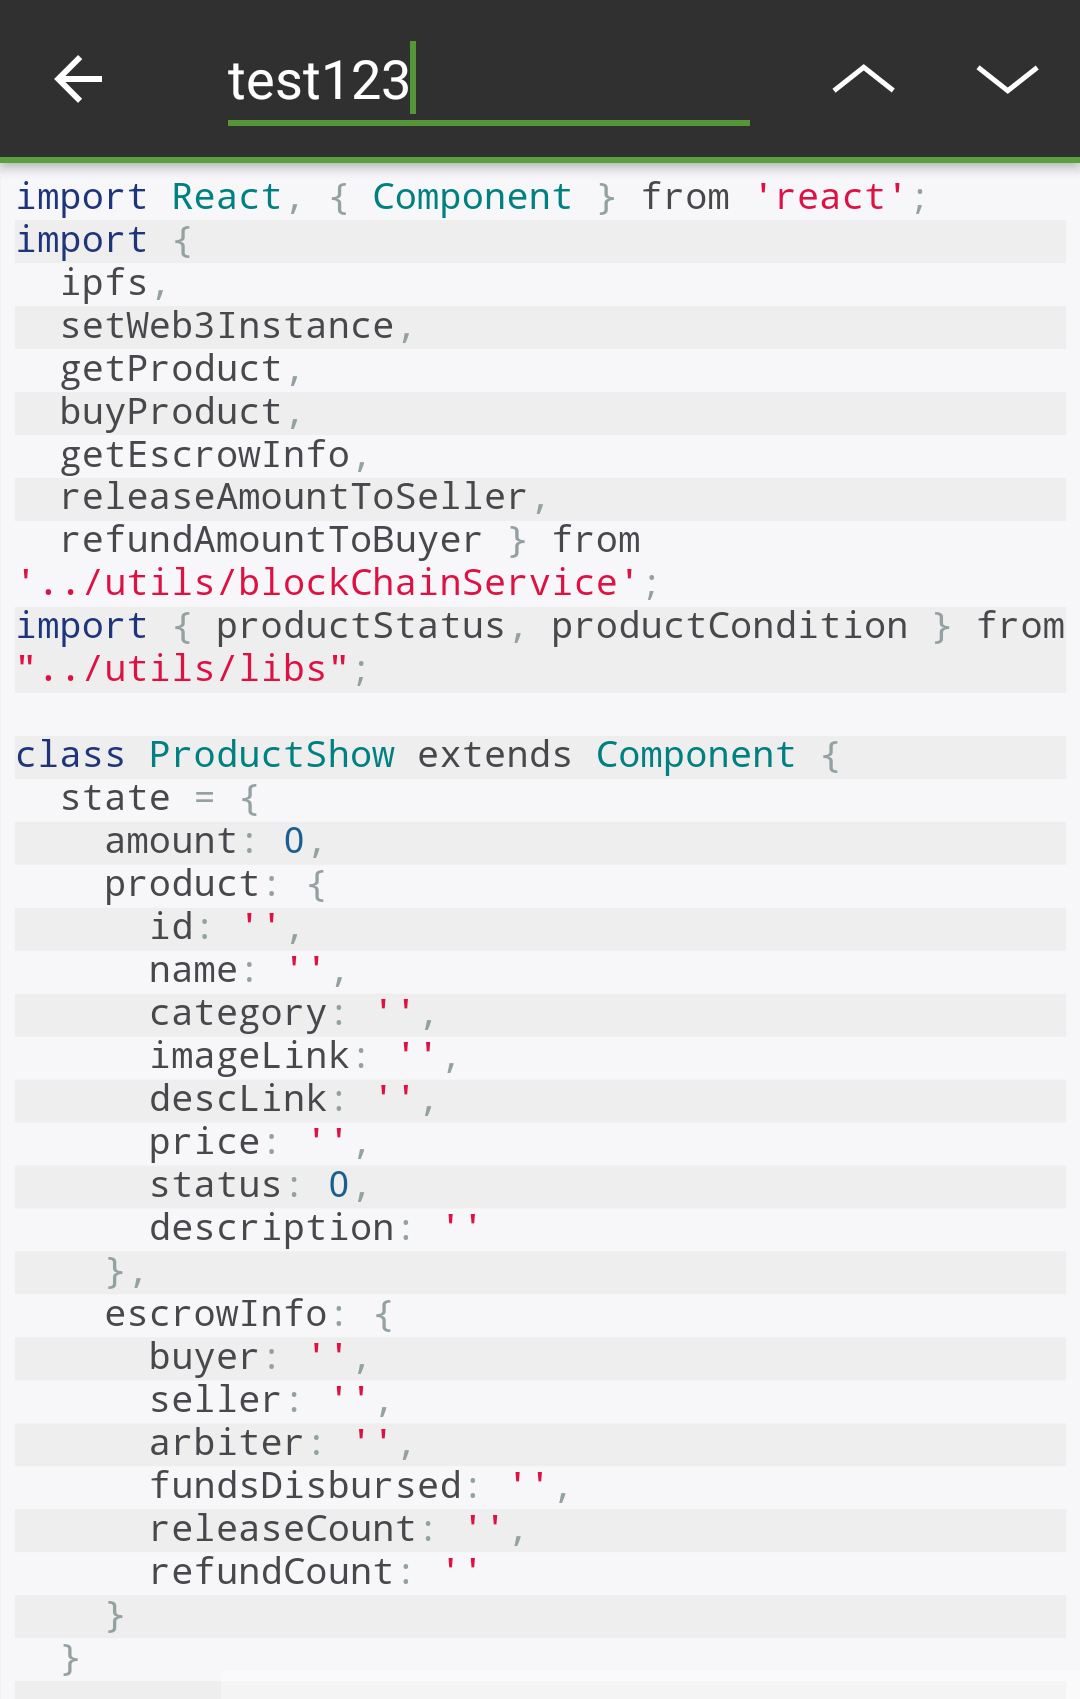 test123
import React, { Component } from 'react';
import {
  ipfs,
  setWeb3Instance,
  getProduct,
  buyProduct,
  getEscrowInfo,
  releaseAmountToSeller,
  refundAmountToBuyer } from
'../utils/blockChainService';
import { productStatus, productCondition } from
"../utils/libs";

class ProductShow extends Component {
  state = {
    amount: 0,
    product: {
      id: '',
      name: '',
      category: '',
      imageLink: '',
      descLink: '',
      price: '',
      status: 0,
      description: ''
    },
    escrowInfo: {
      buyer: '',
      seller: '',
      arbiter: '',
      fundsDisbursed: '',
      releaseCount: '',
      refundCount: ''
    }
  }